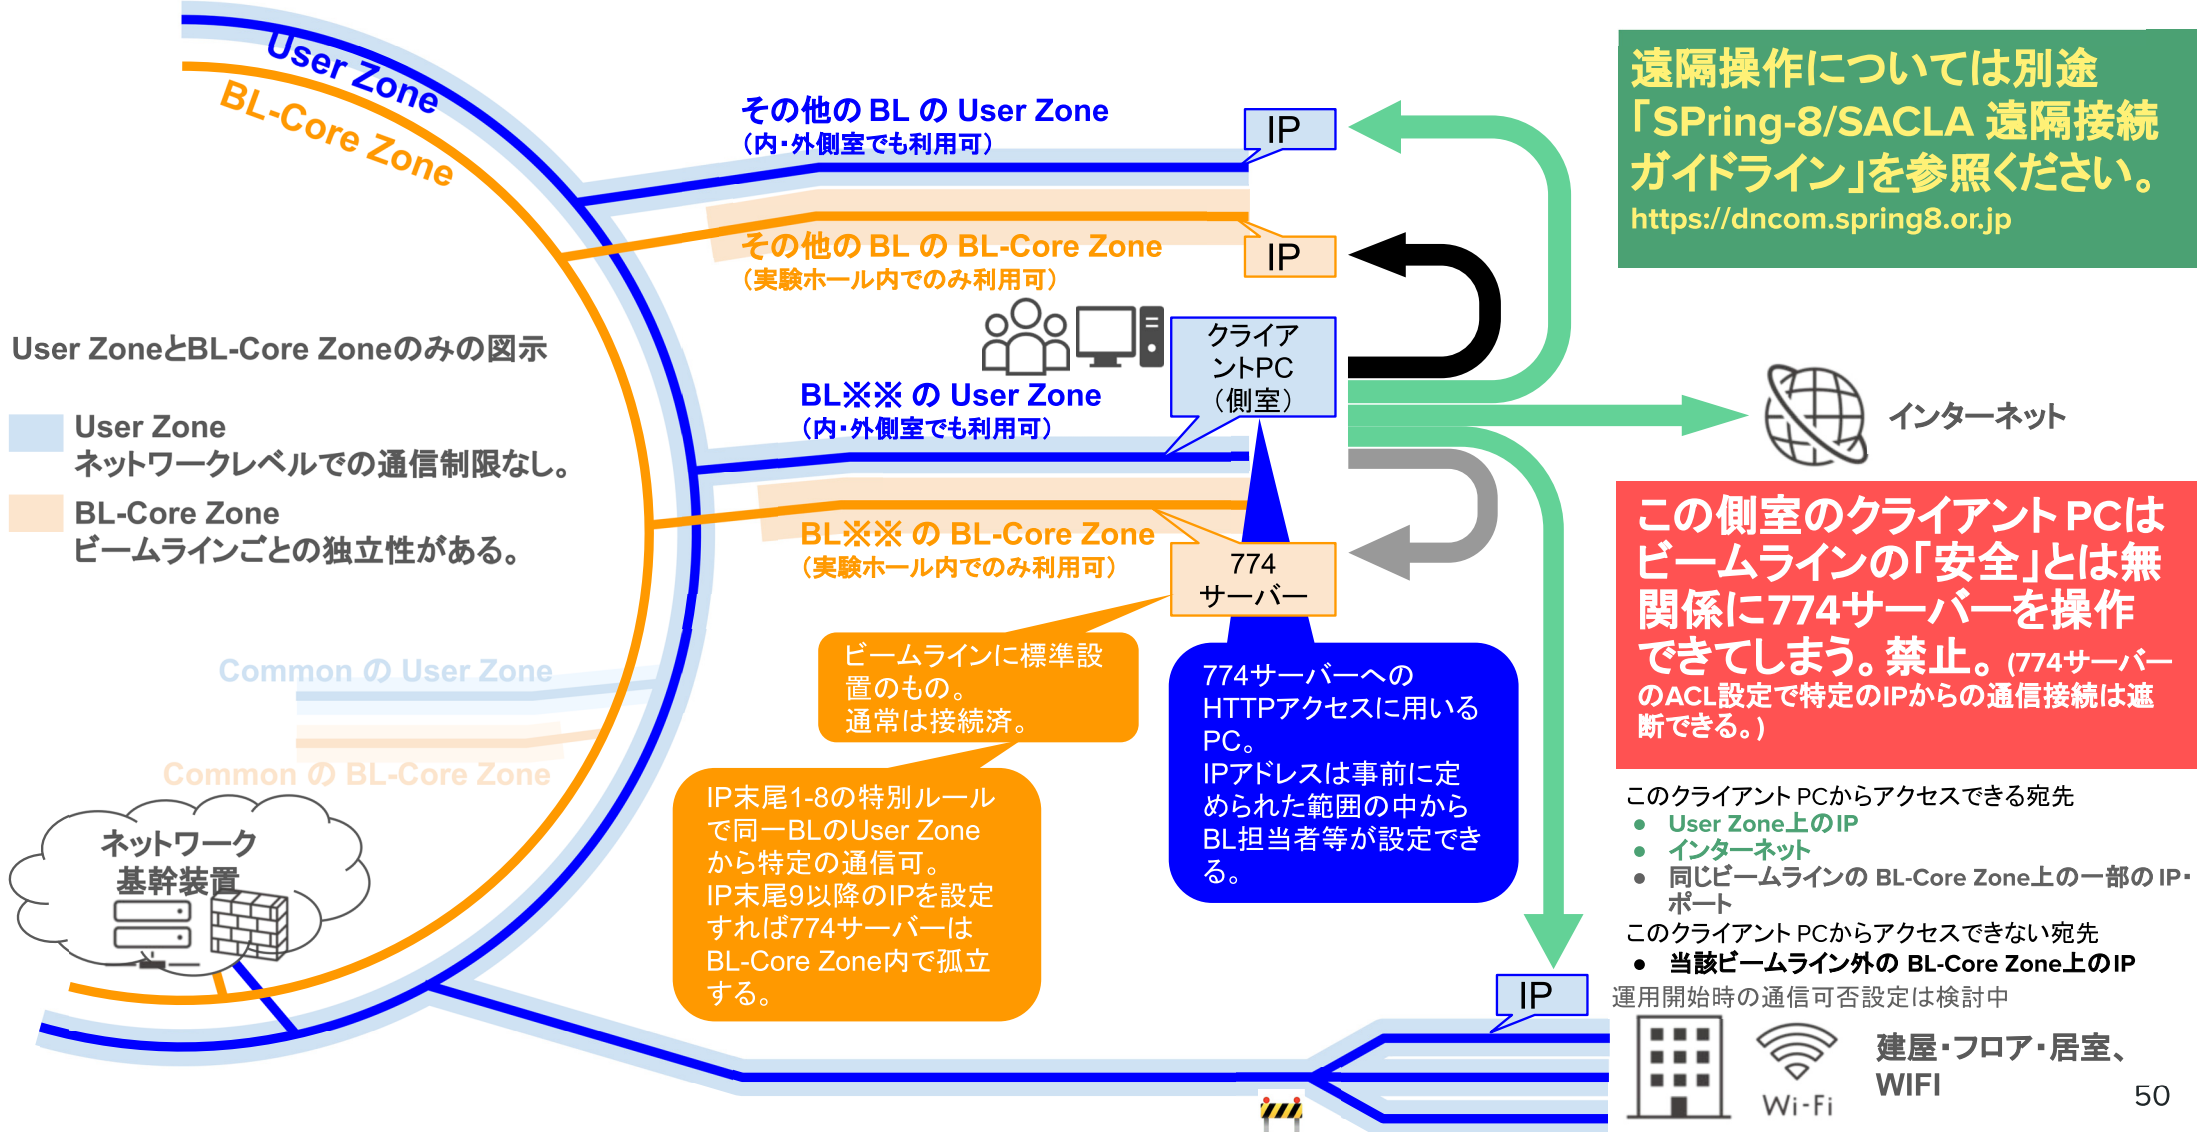 User Zone
BL-Core Zone
その他の BL の User Zone
（内・外側室でも利用可）
IP
その他の BL の BL-Core Zone
（実験ホール内でのみ利用可）
IP
遠隔操作については別途
「SPring-8/SACLA 遠隔接続
ガイドライン」を参照ください。
https://dncom.spring8.or.jp
User ZoneとBL-Core Zoneのみの図示
User Zone
ネットワークレベルでの通信制限なし。
BL-Core Zone
ビームラインごとの独立性がある。
クライア
ントPC
（側室）
BL※※ の User Zone
（内・外側室でも利用可）
BL※※ の BL-Core Zone
（実験ホール内でのみ利用可）
774
サーバー
インターネット
この側室のクライアント PCは
ビームラインの「安全」とは無
関係に774サーバーを操作
できてしまう。禁止。(774サーバー
のACL設定で特定のIPからの通信接続は遮
断できる。)
ビームラインに標準設
置のもの。
通常は接続済。
774サーバーへの
HTTPアクセスに用いる
PC。
IPアドレスは事前に定
められた範囲の中から
BL担当者等が設定でき
る。
IP末尾1-8の特別ルール
で同一BLのUser Zone
から特定の通信可。
IP末尾9以降のIPを設定
すれば774サーバーは
BL-Core Zone内で孤立
する。
Common の User Zone
Common の BL-Core Zone
ネットワーク
基幹装置
このクライアント PCからアクセスできる宛先
● User Zone上のIP
● インターネット
● 同じビームラインの BL-Core Zone上の一部の IP・
ポート
このクライアント PCからアクセスできない宛先
● 当該ビームライン外の BL-Core Zone上のIP
運用開始時の通信可否設定は検討中
IP
Wi-Fi
建屋・フロア・居室、
WIFI
50